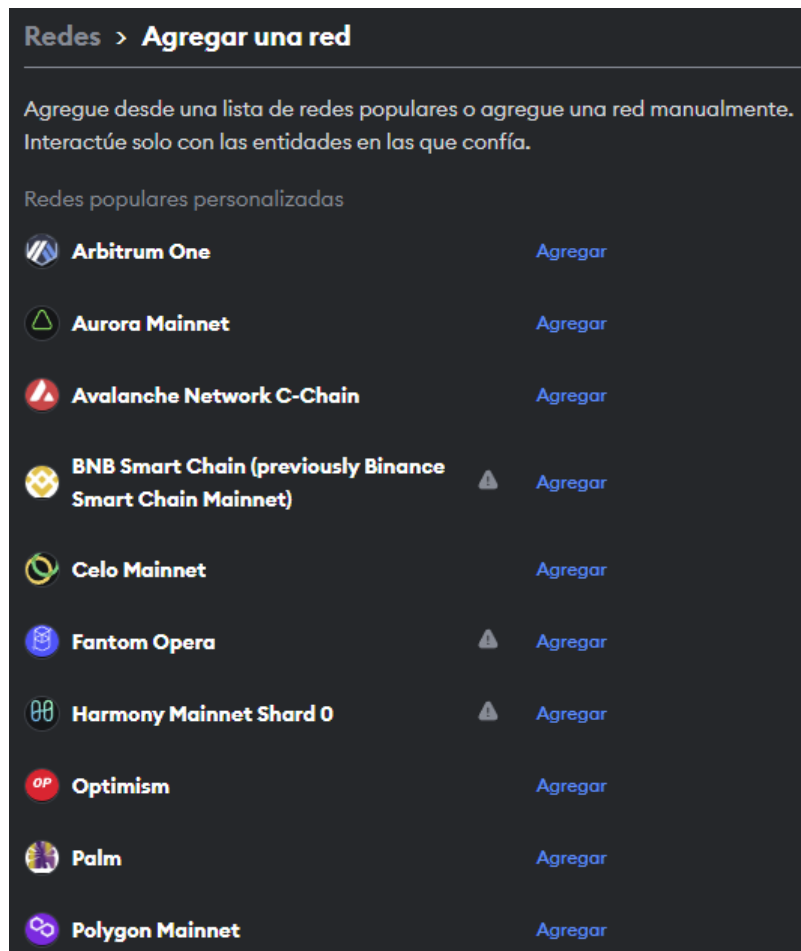 Redes > Agregar una red
Agregue desde una lista de redes populares o agregue una red manualmente.
Interactúe solo con las entidades en las que confía.
Redes populares personalizadas
Arbitrum One Agregar
Aurora Mainnet Agregar
Avalanche Network C-Chain Agregar
BNB Smart Chain (previously Binance
Smart Chain Mainnet) Agregar
Celo Mainnet Agregar
Fantom Opera Agregar
Harmony Mainnet Shard 0 Agregar
OP Optimism Agregar
Palm Agregar
Polygon Mainnet Agregar